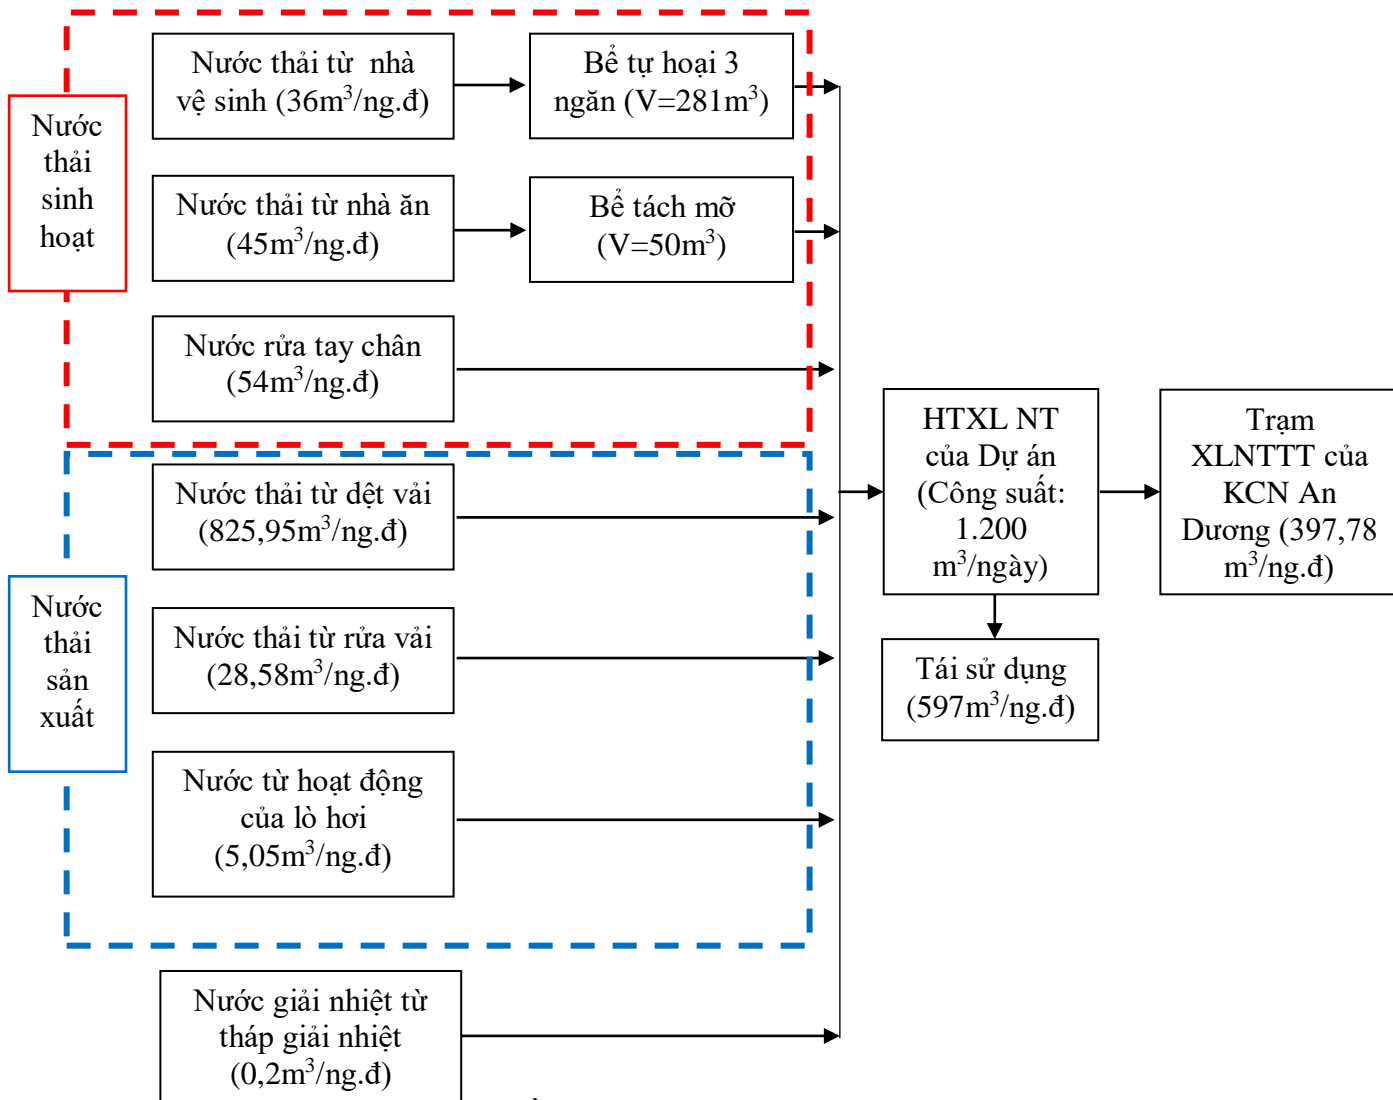 Nước thải từ nhà
vệ sinh (36m³/ng.đ)
Bể tự hoại 3
ngăn (V=281m³)
Nước
thải
sinh
hoạt
Nước thải từ nhà ăn
(45m³/ng.đ)
Bể tách mỡ
(V=50m³)
Nước rửa tay chân
(54m³/ng.đ)
HTXL NT
của Dự án
(Công suất:
1.200
m³/ngày)
Trạm
XLNTTT của
KCN An
Dương (397,78
m³/ng.đ)
Nước thải từ dệt vải
(825,95m³/ng.đ)
Nước
thải
sản
xuất
Nước thải từ rửa vải
(28,58m³/ng.đ)
Tái sử dụng
(597m³/ng.đ)
Nước từ hoạt động
của lò hơi
(5,05m³/ng.đ)
Nước giải nhiệt từ
tháp giải nhiệt
(0,2m³/ng.đ)